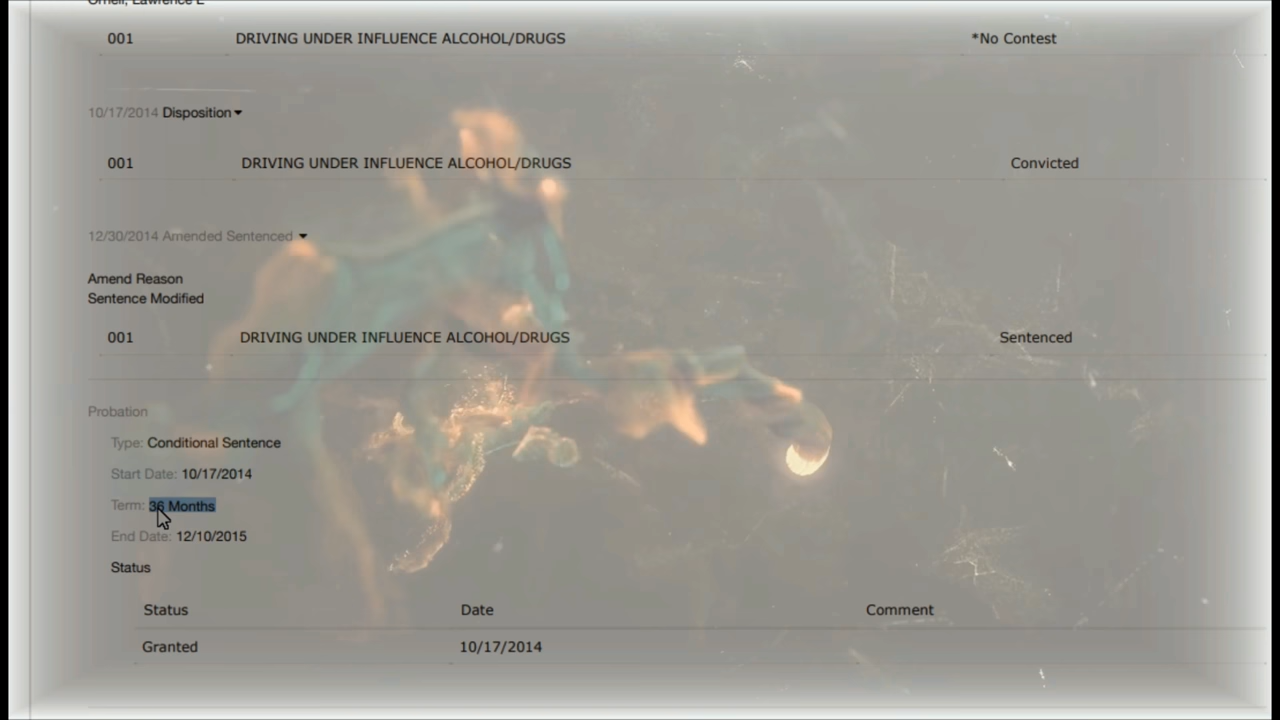 001 DRIVING UNDER INFLUENCE ALCOHOL/DRUGS *No Contest
10/17/2014 Disposition
001 DRIVING UNDER INFLUENCE ALCOHOL/DRUGS Convicted
12/30/2014 Amended Sentenced
Amend Reason
Sentence Modified
001 DRIVING UNDER INFLUENCE ALCOHOL/DRUGS Sentenced
Probation
Type: Conditional Sentence
Start Date: 10/17/2014
Term: 36 Months
End Date: 12/10/2015
Status
Status Date Comment
Granted 10/17/2014